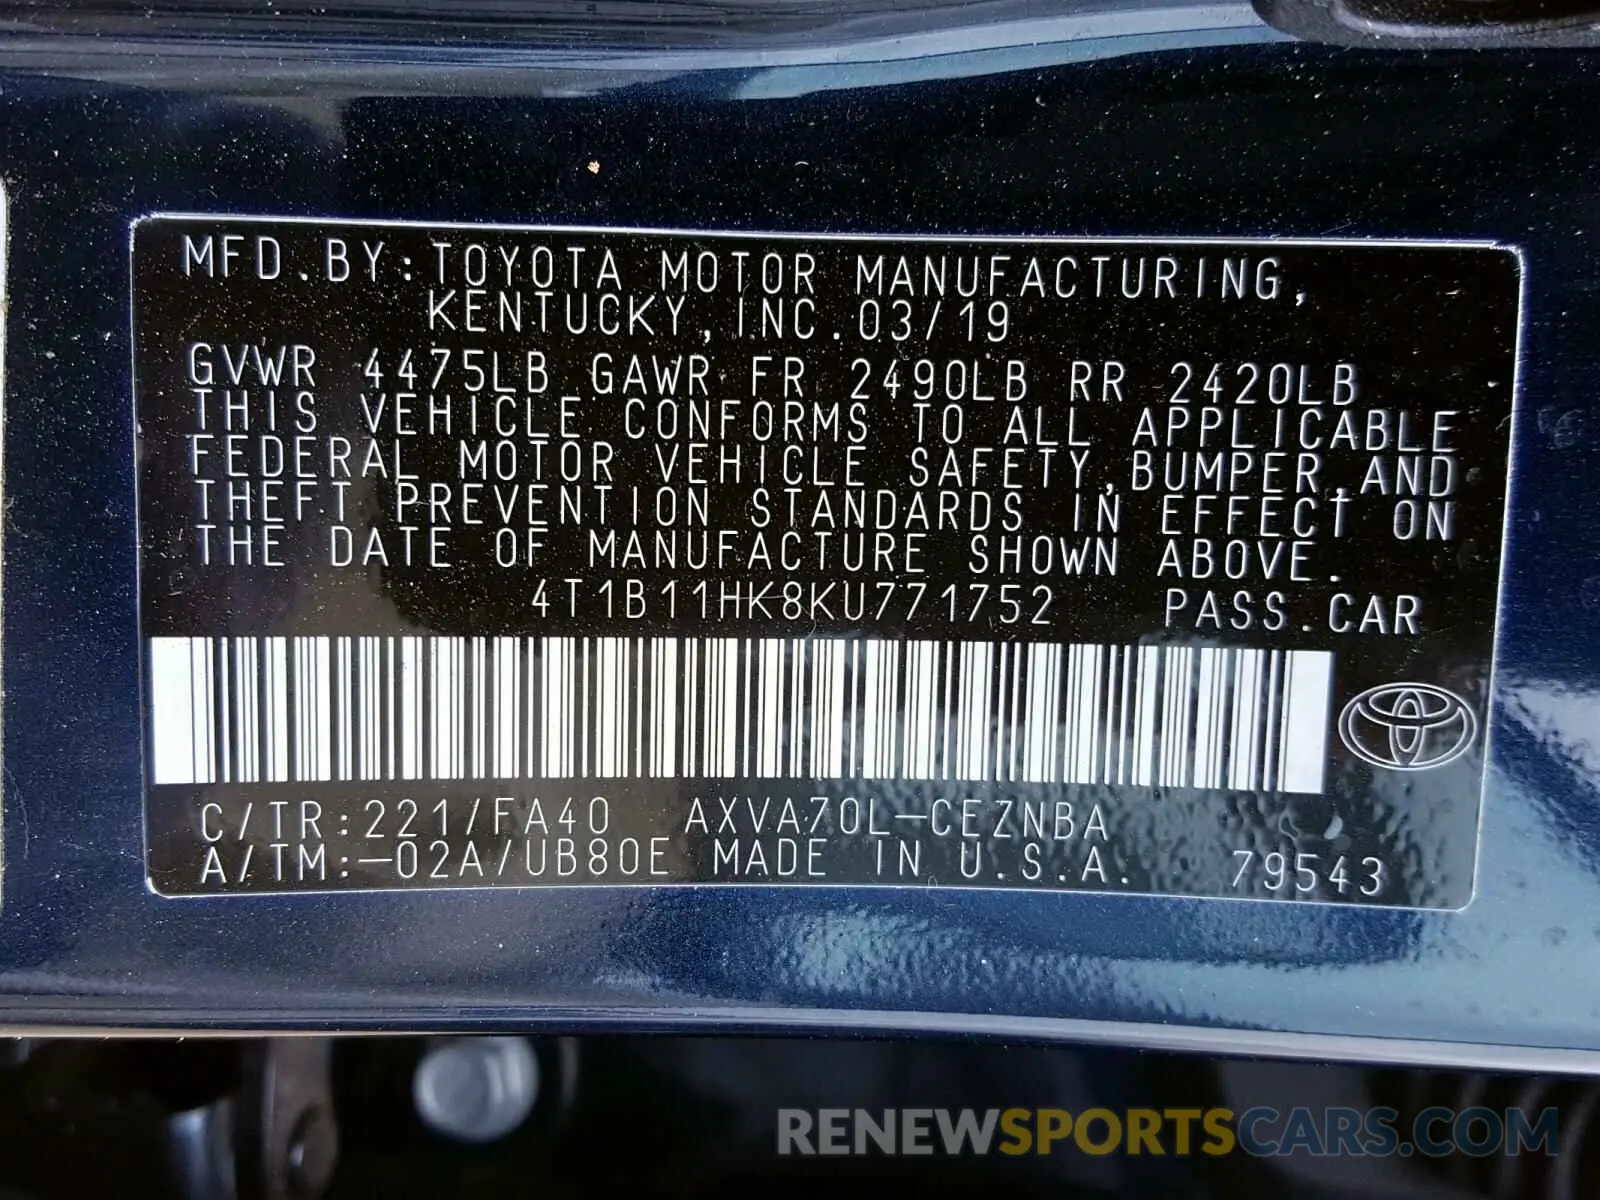 MFD.BY:TOYOTA MOTOR MANUFACTURING,
KENTUCKY, INC.03/19
GVWR 4475LB GAWR FR 2490LB RR 2420LB
THIS VEHICLE CONFORMS TO ALL APPLICABLE
FEDERAL MOTOR VEHICLE SAFETY, BUMPER, AND
THEFT PREVENTION STANDARDS IN EFFECT ON
THE DATE OF MANUFACTURE SHOWN ABOVE.
4T1B11HK8KU771752 PASS.CAR
C/TR:221/FA40 AXVA70L-CEZNBA
A/TM:-02A/UB80E MADE IN U.S.A. 79543
RENEWSPORTSCARS.COM